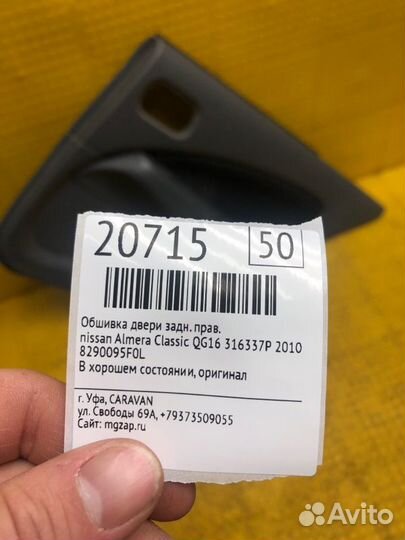 20715 50
Обшивка двери задн. прав.
nissan Almera Classic QG16 316337P 2010
8290095F0L
В хорошем состоянии, оригинал
г. Уфа, CARAVAN
ул. Свободы 69А, +79373509055
Сайт: mgzap.ru
Avito